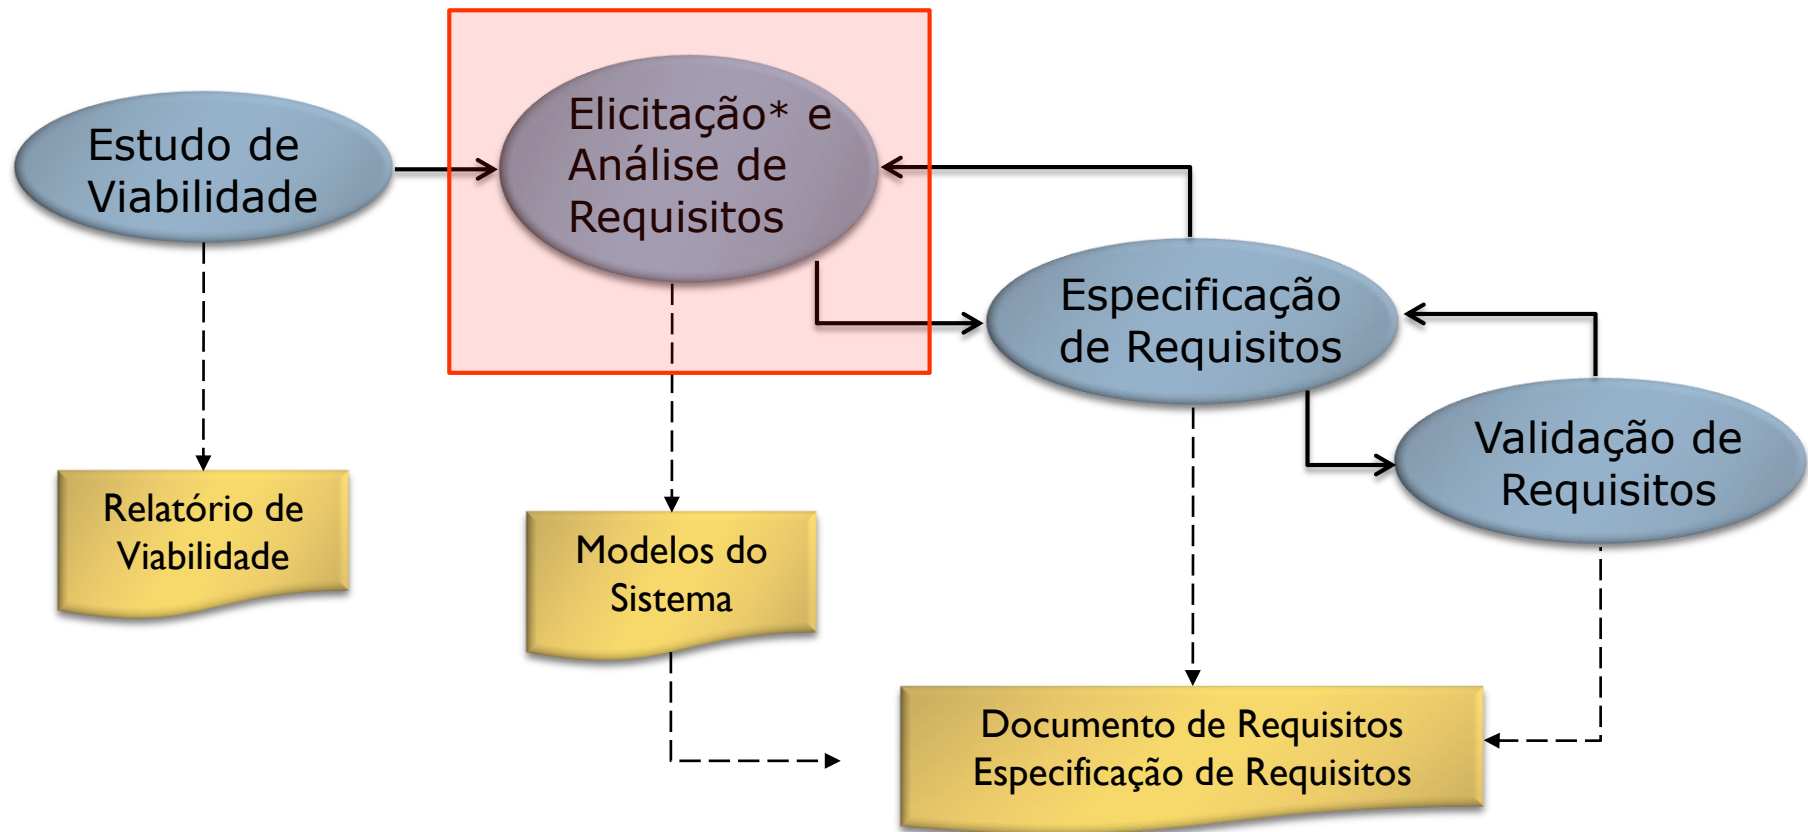 Estudo de
Viabilidade
Elicitação* e
Análise de
Requisitos
Especificação
de Requisitos
Validação de
Requisitos
Relatório de
Viabilidade
Modelos do
Sistema
Documento de Requisitos
Especificação de Requisitos